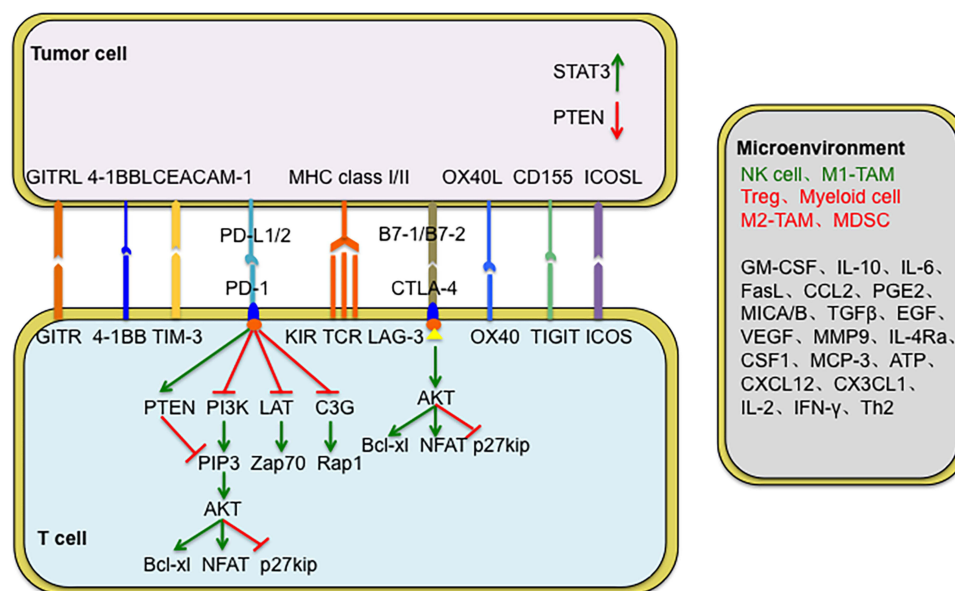 Tumor cell
STAT3
PTEN
GITRL 4-1BBLCEACAM-1 MHC class I/II OX40L CD155 ICOSL
PD-L1/2 B7-1/B7-2
PD-1 CTLA-4
GITR 4-1BB TIM-3 KIR TCR LAG-3 OX40 TIGIT ICOS
PTEN PI3K LAT C3G AKT
Bcl-xl NFAT p27kip
PIP3 Zap70 Rap1
AKT
T cell
Bcl-xl NFAT p27kip
Microenvironment
NK cell、M1-TAM
Treg、Myeloid cell
M2-TAM、MDSC
GM-CSF、IL-10、IL-6、
FasL、CCL2、PGE2、
MICA/B、TGFβ、EGF、
VEGF、MMP9、IL-4Ra、
CSF1、MCP-3、ATP、
CXCL12、CX3CL1、
IL-2、IFN-γ、Th2